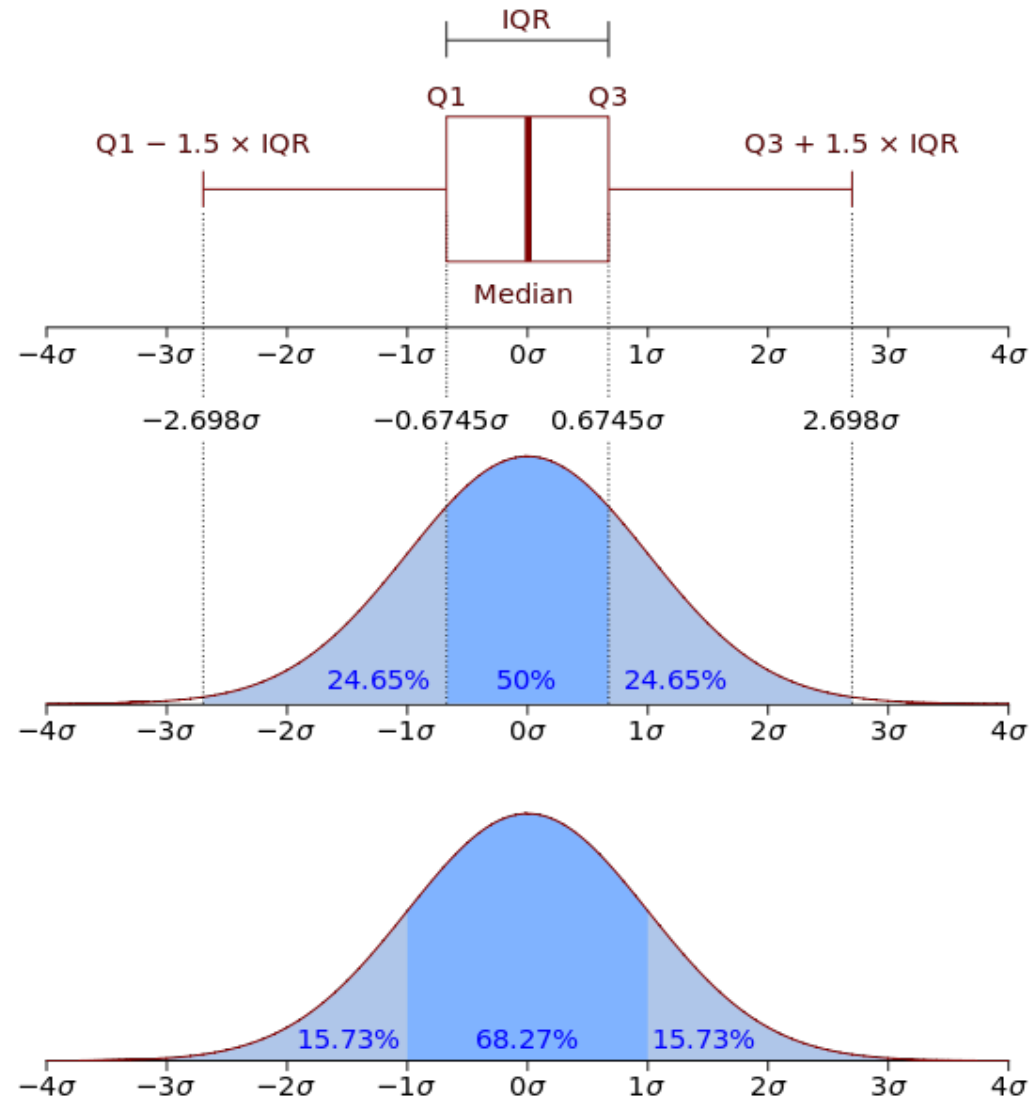 IQR
Q1 Q3
Q1 − 1.5 × IQR Q3 + 1.5 × IQR
Median
−4σ −3σ −2σ −1σ 0σ 1σ 2σ 3σ 4σ
−2.698σ −0.6745σ 0.6745σ 2.698σ
24.65% 50% 24.65%
−4σ −3σ −2σ −1σ 0σ 1σ 2σ 3σ 4σ
15.73% 68.27% 15.73%
−4σ −3σ −2σ −1σ 0σ 1σ 2σ 3σ 4σ